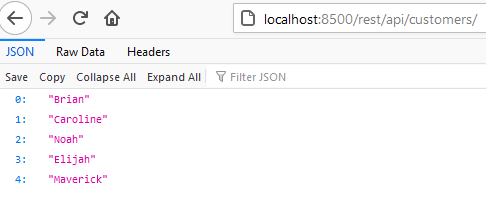 localhost:8500/rest/api/customers/
JSON Raw Data Headers
Save Copy Collapse All Expand All Filter JSON
0: "Brian"
1: "Caroline"
2: "Noah"
3: "Elijah"
4: "Maverick"